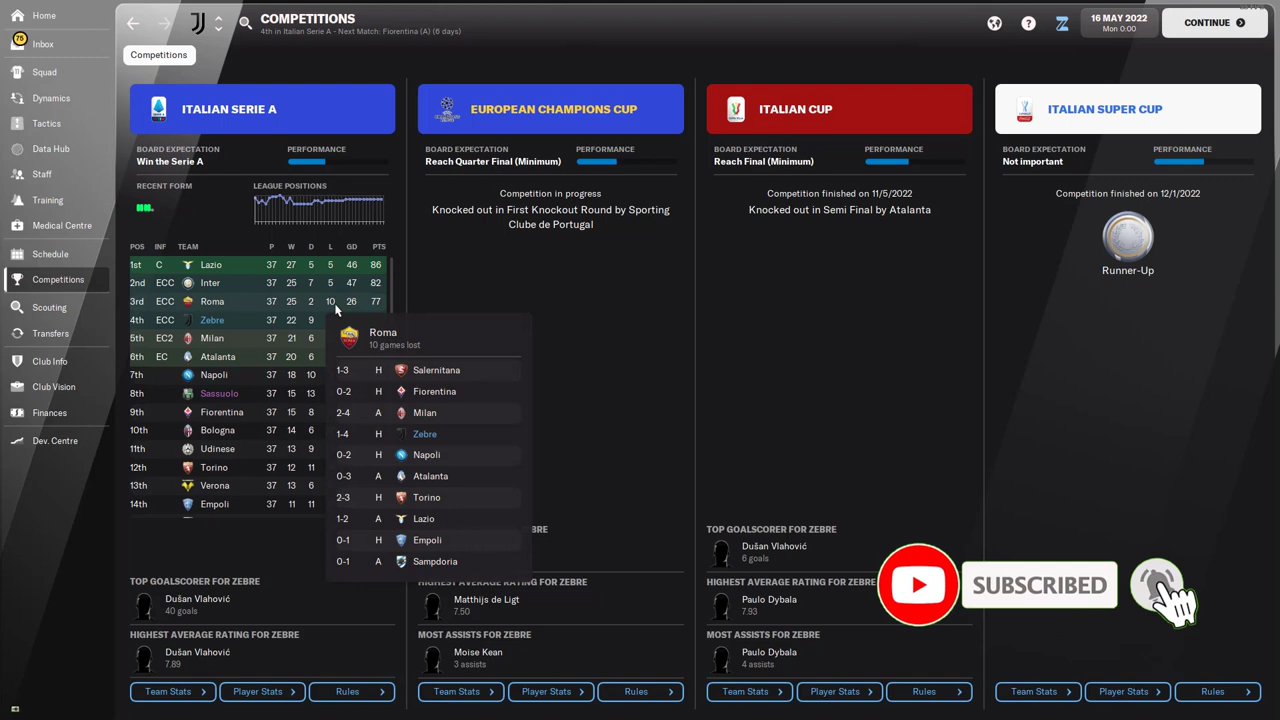 Home
75
Inbox
Squad
Dynamics
Tactics
Data Hub
Staff
Training
Medical Centre
Schedule
Competitions
Scouting
Transfers
Club Info
Club Vision
Finances
Dev. Centre
COMPETITIONS
4th in Italian Serie A - Next Match: Fiorentina (A) (6 days)
16 MAY 2022
Mon 0:00
CONTINUE
Competitions
ITALIAN SERIE A
BOARD EXPECTATION PERFORMANCE
Win the Serie A
RECENT FORM LEAGUE POSITIONS
POS INF TEAM P W D L GD PTS
1st C Lazio 37 27 5 5 46 86
2nd ECC Inter 37 25 7 5 47 82
3rd ECC Roma 37 25 2 10 26 77
4th ECC Zebre 37 22 9
5th EC2 Milan 37 21 6
6th EC Atalanta 37 20 6
7th Napoli 37 18 10
8th Sassuolo 37 15 13
9th Fiorentina 37 15 8
10th Bologna 37 14 6
11th Udinese 37 13 9
12th Torino 37 12 11
13th Verona 37 13 6
14th Empoli 37 11 11
Roma
10 games lost
1-3 H Salernitana
0-2 H Fiorentina
2-4 A Milan
1-4 H Zebre
0-2 H Napoli
0-3 A Atalanta
2-3 H Torino
1-2 A Lazio
0-1 H Empoli
0-1 A Sampdoria
TOP GOALSCORER FOR ZEBRE
Dušan Vlahović
40 goals
HIGHEST AVERAGE RATING FOR ZEBRE
Dušan Vlahović
7.89
Team Stats Player Stats Rules
EUROPEAN CHAMPIONS CUP
BOARD EXPECTATION PERFORMANCE
Reach Quarter Final (Minimum)
Competition in progress
Knocked out in First Knockout Round by Sporting
Clube de Portugal
BRE
HIGHEST AVERAGE RATING FOR ZEBRE
Matthijs de Ligt
7.50
MOST ASSISTS FOR ZEBRE
Moise Kean
3 assists
Team Stats Player Stats Rules
ITALIAN CUP
BOARD EXPECTATION PERFORMANCE
Reach Final (Minimum)
Competition finished on 11/5/2022
Knocked out in Semi Final by Atalanta
TOP GOALSCORER FOR ZEBRE
Dušan Vlahović
6 goals
HIGHEST AVERAGE RATING FOR ZEBRE
Paulo Dybala
7.93
MOST ASSISTS FOR ZEBRE
Paulo Dybala
4 assists
Team Stats Player Stats Rules
ITALIAN SUPER CUP
BOARD EXPECTATION PERFORMANCE
Not important
Competition finished on 12/1/2022
Runner-Up
SUBSCRIBED
Team Stats Player Stats Rules